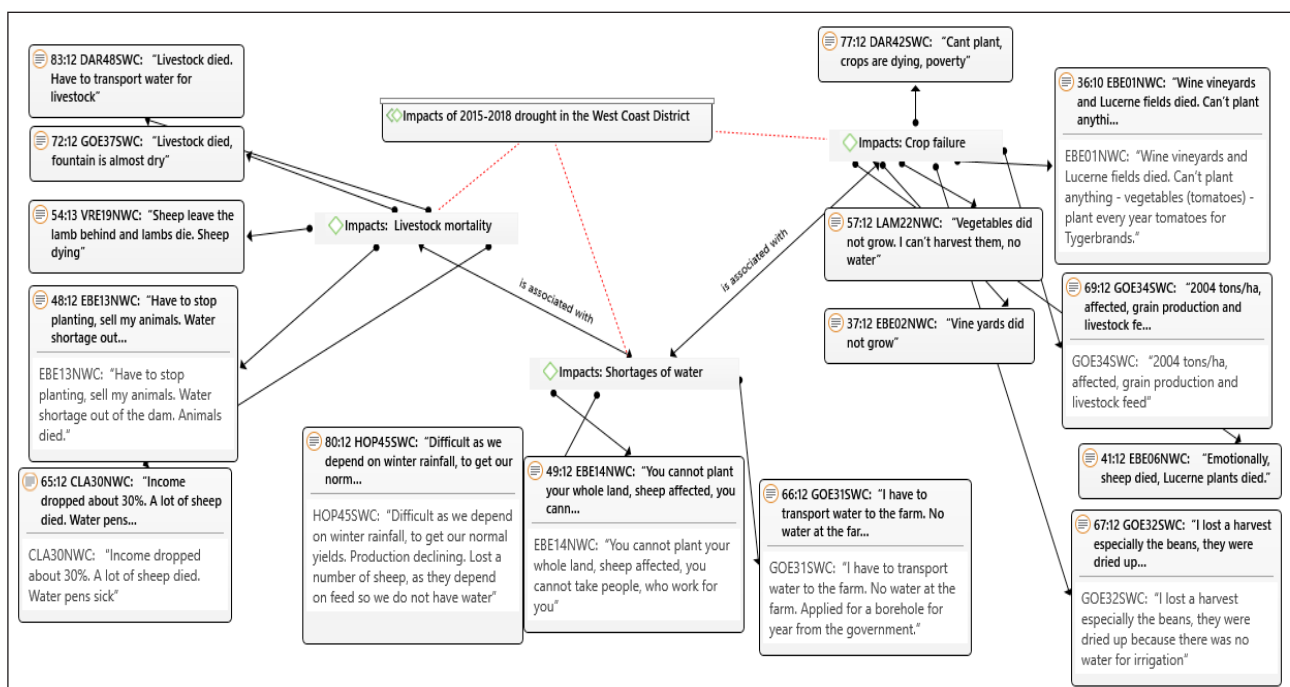 83:12 DAR48SWC: “Livestock died.
Have to transport water for
livestock”
72:12 GOE37SWC: “Livestock died,
fountain is almost dry”
54:13 VRE19NWC: “Sheep leave the
lamb behind and lambs die. Sheep
dying”
48:12 EBE13NWC: “Have to stop
planting, sell my animals. Water
shortage out...
EBE13NWC: “Have to stop
planting, sell my animals. Water
shortage out of the dam. Animals
died.”
65:12 CLA30NWC: “Income
dropped about 30%. A lot of sheep
died. Water pens...
CLA30NWC: “Income dropped
about 30%. A lot of sheep died.
Water pens sick”
Impacts of 2015-2018 drought in the West Coast District
Impacts: Livestock mortality
is associated with
is associated with
Impacts: Shortages of water
80:12 HOP45SWC: “Difficult as we
depend on winter rainfall, to get our
norm...
HOP45SWC: “Difficult as we depend
on winter rainfall, to get our normal
yields. Production declining. Lost a
number of sheep, as they depend
on feed so we do not have water”
49:12 EBE14NWC: “You cannot plant
your whole land, sheep affected, you
cann...
EBE14NWC: “You cannot plant your
whole land, sheep affected, you
cannot take people, who work for
you”
66:12 GOE31SWC: “I have to
transport water to the farm. No
water at the far...
GOE31SWC: “I have to transport
water to the farm. No water at the
farm. Applied for a borehole for
year from the government.”
77:12 DAR42SWC: “Cant plant,
crops are dying, poverty”
Impacts: Crop failure
36:10 EBE01NWC: “Wine vineyards
and Lucerne fields died. Can’t plant
anythi...
EBE01NWC: “Wine vineyards and
Lucerne fields died. Can’t plant
anything - vegetables (tomatoes) -
plant every year tomatoes for
Tygerbrands.”
57:12 LAM22NWC: “Vegetables did
not grow. I can’t harvest them, no
water”
37:12 EBE02NWC: “Vine yards did
not grow”
69:12 GOE34SWC: “2004 tons/ha,
affected, grain production and
livestock fe...
GOE34SWC: “2004 tons/ha,
affected, grain production and
livestock feed”
41:12 EBE06NWC: “Emotionally,
sheep died, Lucerne plants died.”
67:12 GOE32SWC: “I lost a harvest
especially the beans, they were
dried up...
GOE32SWC: “I lost a harvest
especially the beans, they were
dried up because there was no
water for irrigation”